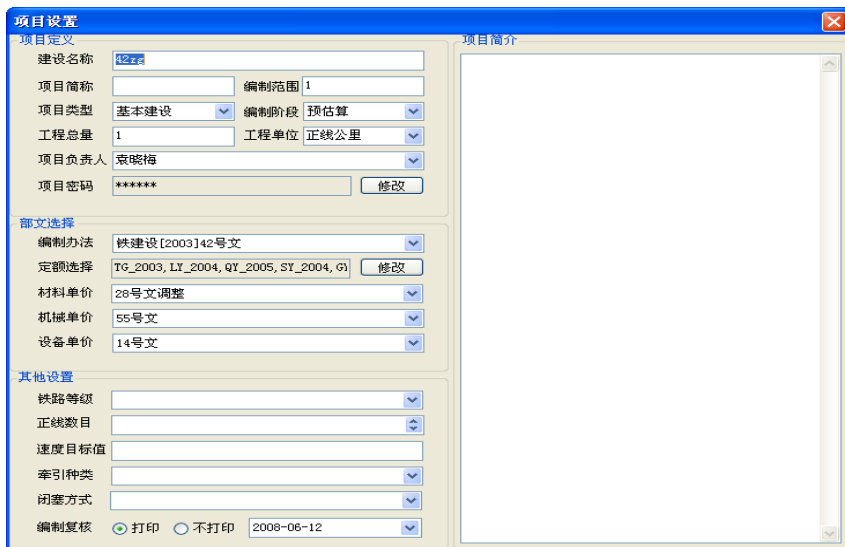 项目设置
项目定义
建设名称 42zg
项目简称 编制范围 1
项目类型 基本建设 编制阶段 预估算
工程总量 1 工程单位 正线公里
项目负责人 袁晓梅
项目密码 ****** 修改
部文选择
编制办法 铁建设[2003]42号文
定额选择 TG_2003, LY_2004, QY_2005, SY_2004, 修改
材料单价 28号文调整
机械单价 55号文
设备单价 14号文
其他设置
铁路等级
正线数目
速度目标值
牵引种类
闭塞方式
编制复核 打印 不打印 2008-06-12
项目简介